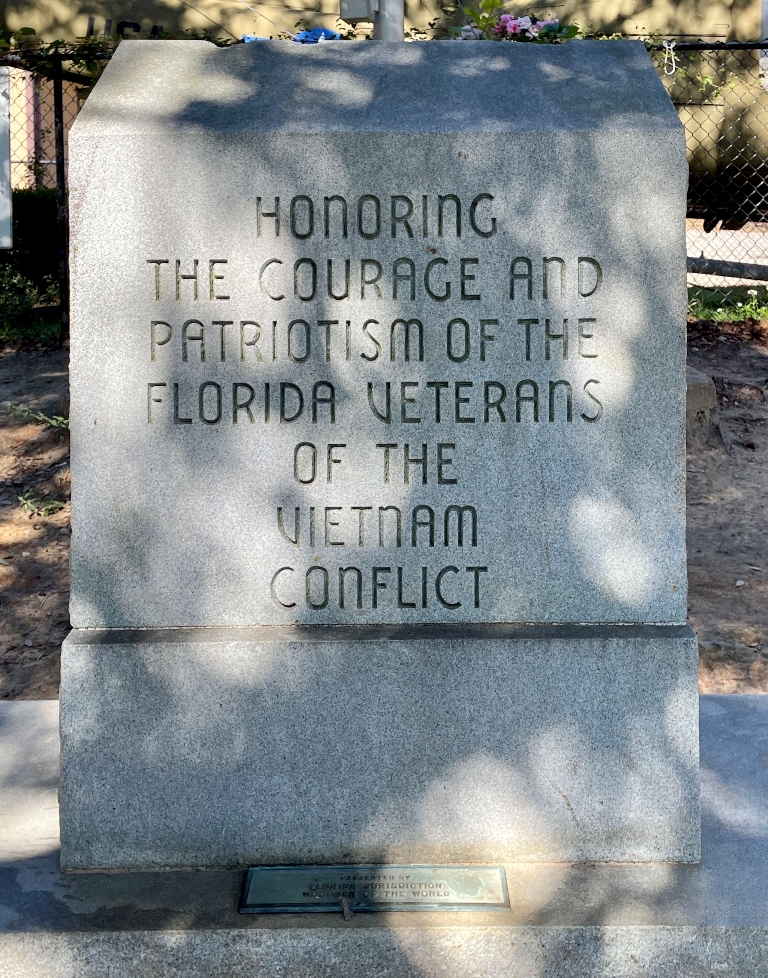 USA
HONORING
THE COURAGE AND
PATRIOTISM OF THE
FLORIDA VETERANS
OF THE
VIETNAM
CONFLICT
PRESENTED BY
FLORIDA JURISDICTION
WOODMEN OF THE WORLD